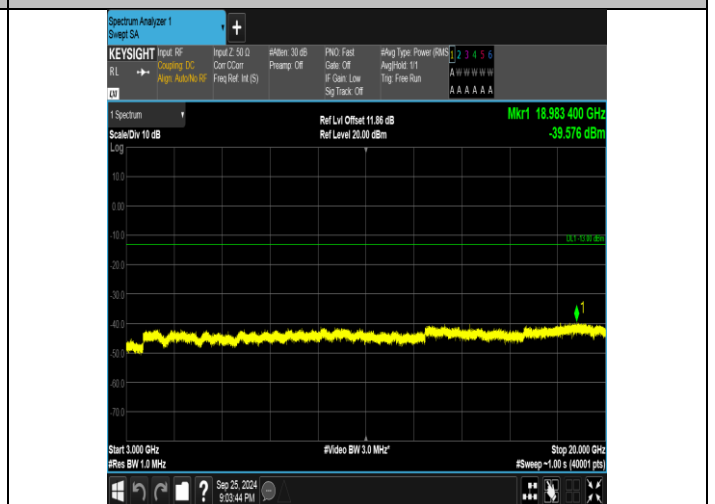 Spectrum Analyzer 1
Swept SA
+
KEYSIGHT
RL
Input: RF
Coupling: DC
Align: Auto/No RF
Input Z: 50 Ω
Corr CCorr
Freq Ref: Int (S)
#Atten: 30 dB
Preamp: Off
PNO: Fast
Gate: Off
IF Gain: Low
Sig Track: Off
#Avg Type: Power (RMS
Avg|Hold: 1/1
Trig: Free Run
1 2 3 4 5 6
A W W W W W
A A A A A A
1 Spectrum
Scale/Div 10 dB
Log
Ref Lvl Offset 11.86 dB
Ref Level 20.00 dBm
Mkr1 18.983 400 GHz
-39.576 dBm
10.0
0.00
-10.0
-20.0
-30.0
-40.0
-50.0
-60.0
-70.0
DL1 -13.00 dBm
1
Start 3.000 GHz
#Res BW 1.0 MHz
#Video BW 3.0 MHz*
Stop 20.000 GHz
#Sweep ~1.00 s (40001 pts)
?
Sep 25, 2024
9:03:44 PM